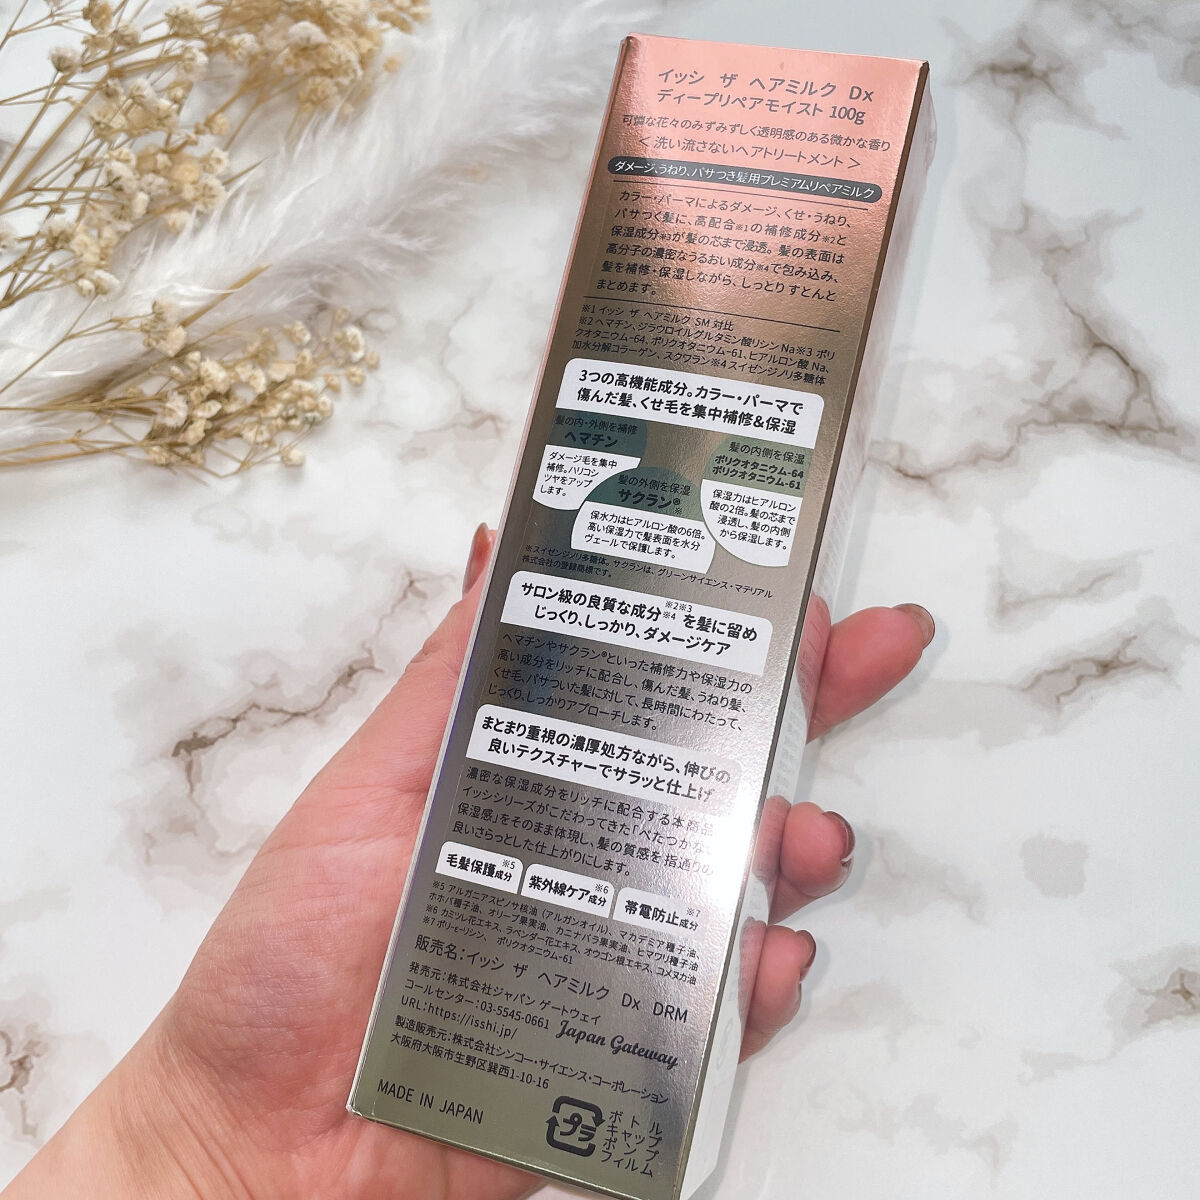 イッシ ザ ヘアミルク Dx
ディープリペアモイスト 100g
可憐な花々のみずみずしく透明感のある微かな香り
＜洗い流さないヘアトリートメント＞
ダメージ、うねり、パサつき髪用プレミアムリペアミルク
カラー・パーマによるダメージ、くせ・うねり、
パサつく髪に、高配合※1の補修成分※2と
保湿成分※3が髪の芯まで浸透。髪の表面は
高分子の濃密なうるおい成分※4で包み込み、
髪を補修・保湿しながら、しっとりすとんと
まとめます。
※1 イッシ ザ ヘアミルク SM 対比
※2 ヘマチン、ジラウロイルグルタミン酸リシン Na※3 ポリ
クオタニウム-64、ポリクオタニウム-61、ヒアルロン酸 Na、
加水分解コラーゲン、スクワラン※4 スイゼンジノリ多糖体
3つの高機能成分。カラー・パーマで
傷んだ髪、くせ毛を集中補修&保湿
髪の内・外側を補修
ヘマチン
ダメージ毛を集中
補修。ハリコシ
ツヤをアップ
します。
髪の外側を保湿
サクラン®※
保水力はヒアルロン酸の6倍。
高い保湿力で髪表面を水分
ヴェールで保護します。
髪の内側を保湿
ポリクオタニウム-64
ポリクオタニウム-61
保湿力はヒアルロン
酸の2倍。髪の芯まで
浸透し、髪の内側
から保湿します。
※スイゼンジノリ多糖体。サクランは、グリーンサイエンス・マテリアル
株式会社の登録商標です。
サロン級の良質な成分※2※3※4を髪に留め
じっくり、しっかり、ダメージケア
ヘマチンやサクラン®といった補修力や保湿力の
高い成分をリッチに配合し、傷んだ髪、うねり髪、
くせ毛、パサついた髪に対して、長時間にわたって、
じっくり、しっかりアプローチします。
まとまり重視の濃厚処方ながら、伸びの
良いテクスチャーでサラッと仕上げ
濃密な保湿成分をリッチに配合する本商品
イッシシリーズがこだわってきた「べたつかな
保湿感」をそのまま体現し、髪の質感を指通りの
良いさらっとした仕上がりにします。
毛髪保護成分※5
紫外線ケア成分※6
帯電防止成分※7
※5 アルガニアスピノサ核油（アルガンオイル）、マカデミア種子油、
ホホバ種子油、オリーブ果実油、カニナバラ果実油、ヒマワリ種子油
※6 カミツレ花エキス、ラベンダー花エキス、オウゴン根エキス、コメヌカ油
※7 ポリ-ε-リシン、ポリクオタニウム-61
販売名：イッシ ザ ヘアミルク Dx DRM
発売元：株式会社ジャパン ゲートウェイ
コールセンター：03-5545-0661
URL：https://isshi.jp/
Japan Gateway
製造販売元：株式会社シンコー・サイエンス・コーポレーション
大阪府大阪市生野区巽西1-10-16
MADE IN JAPAN
プラ
ボトル
キャップ
ポンプ
フィルム